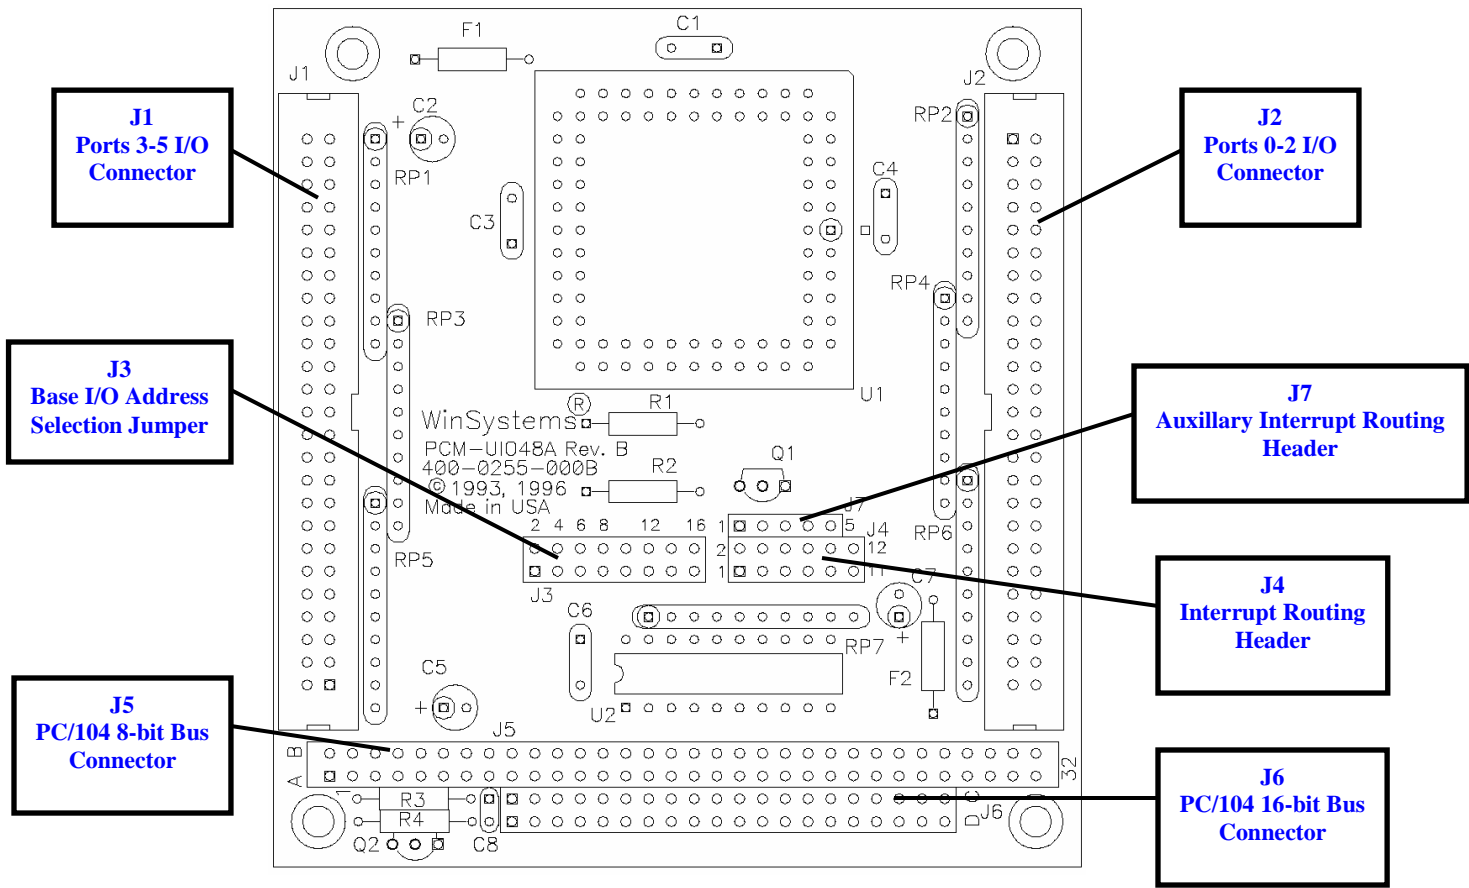 F1
C1
J1
J2
C2
+
RP2
J1
Ports 3-5 I/O
Connector
J2
Ports 0-2 I/O
Connector
RP1
C4
C3
RP4
RP3
J3
Base I/O Address
Selection Jumper
U1
J7
Auxillary Interrupt Routing
Header
WinSystems®
R1
PCM-UIO48A Rev. B
400-0255-000B
© 1993, 1996
Made in USA
R2
Q1
J7
2 4 6 8 12 16
1 5
J4
RP6
RP5
2 12
1 11
J3
C7
C6
+
J4
Interrupt Routing
Header
RP7
C5
+
F2
U2
J5
PC/104 8-bit Bus
Connector
J5
B
A
1
32
R3
R4
Q2
C8
C
D
J6
J6
PC/104 16-bit Bus
Connector